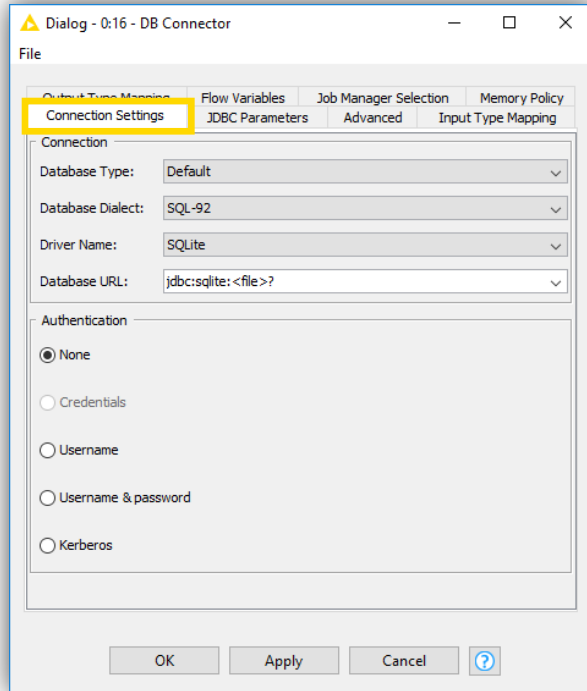 Dialog - 0:16 - DB Connector
File
Output Type Mapping Flow Variables Job Manager Selection Memory Policy
Connection Settings JDBC Parameters Advanced Input Type Mapping
Connection
Database Type: Default
Database Dialect: SQL-92
Driver Name: SQLite
Database URL: jdbc:sqlite:<file>?
Authentication
None
Credentials
Username
Username & password
Kerberos
OK Apply Cancel ?